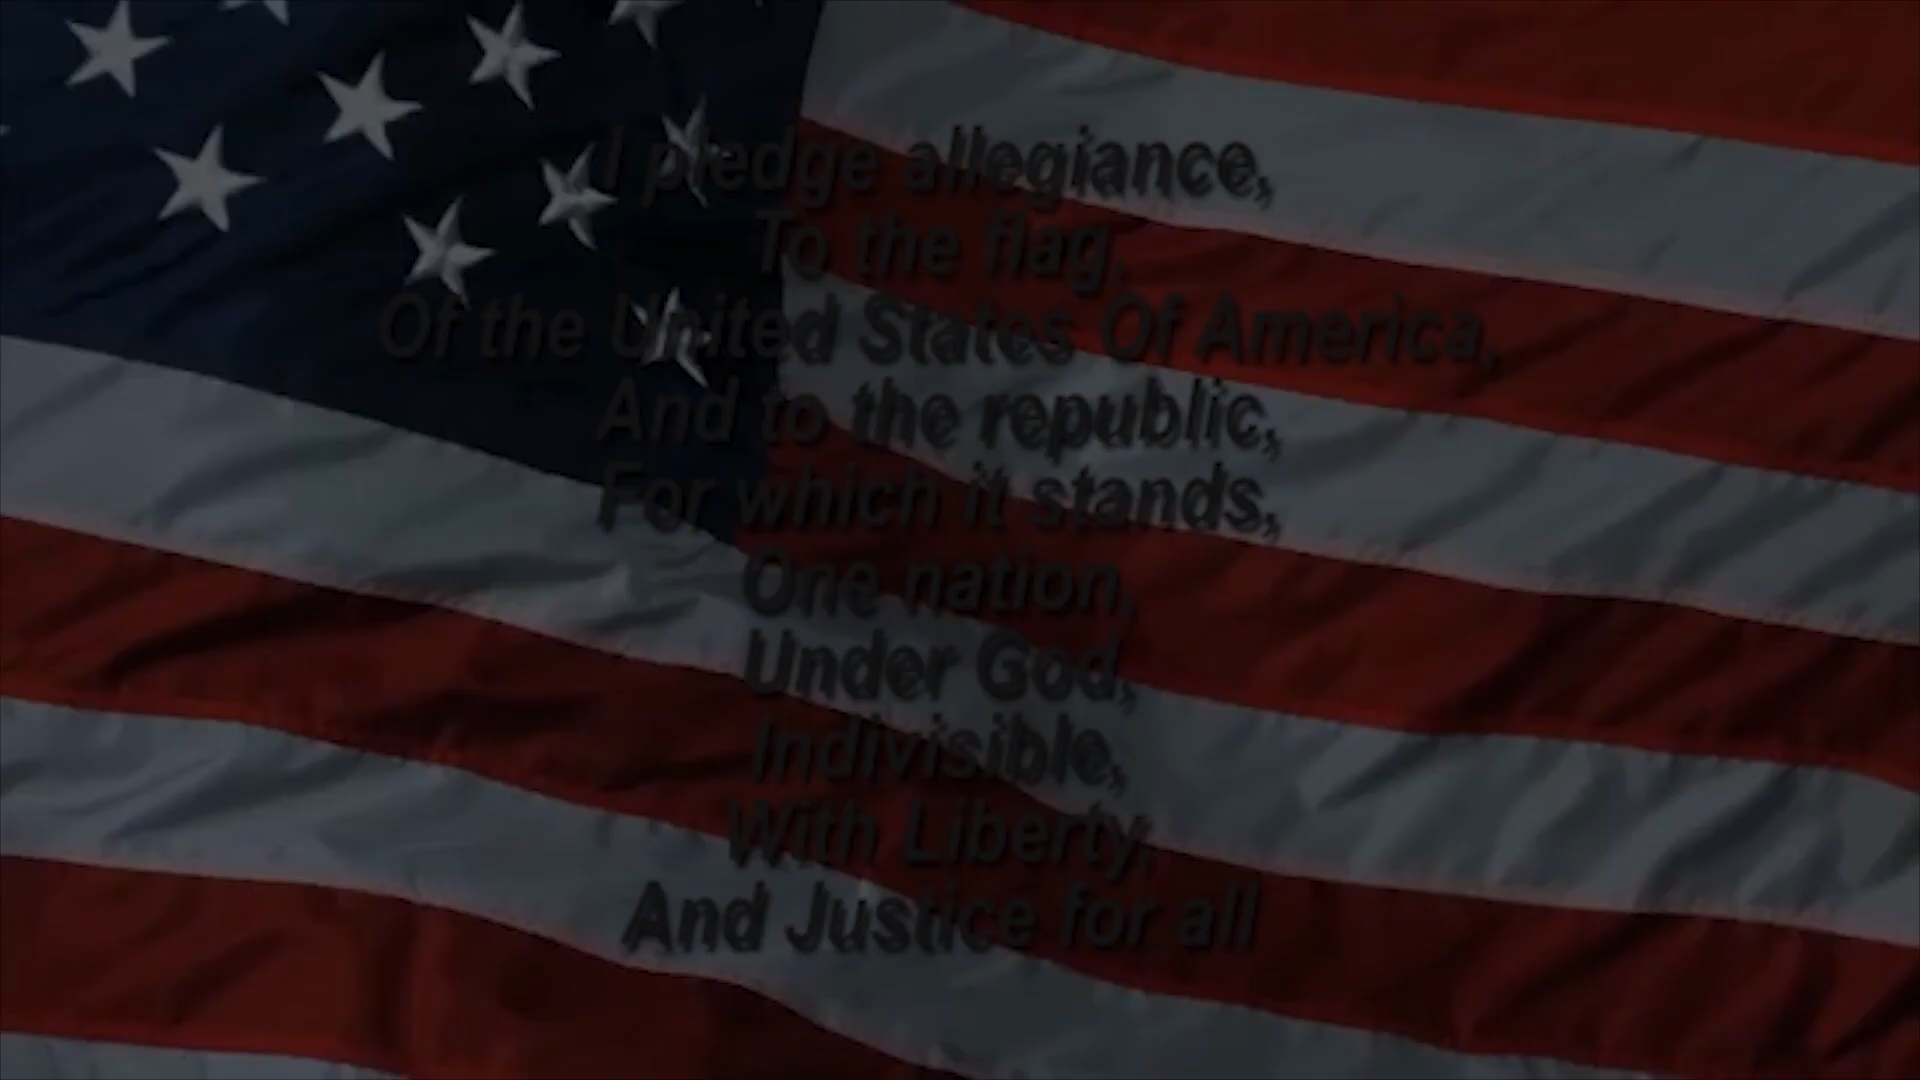 I pledge allegiance,
To the flag,
Of the United States Of America,
And to the republic,
For which it stands,
One nation,
Under God,
Indivisible,
With Liberty,
And Justice for all